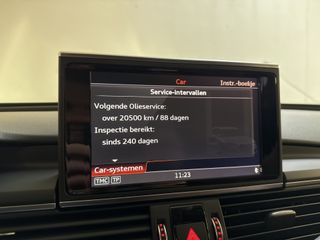 Car
Instr.-boekje
Service-intervallen
Volgende Olieservice:
over 20500 km / 88 dagen
Inspectie bereikt:
sinds 240 dagen
Car-systemen
TMC TP
11:23